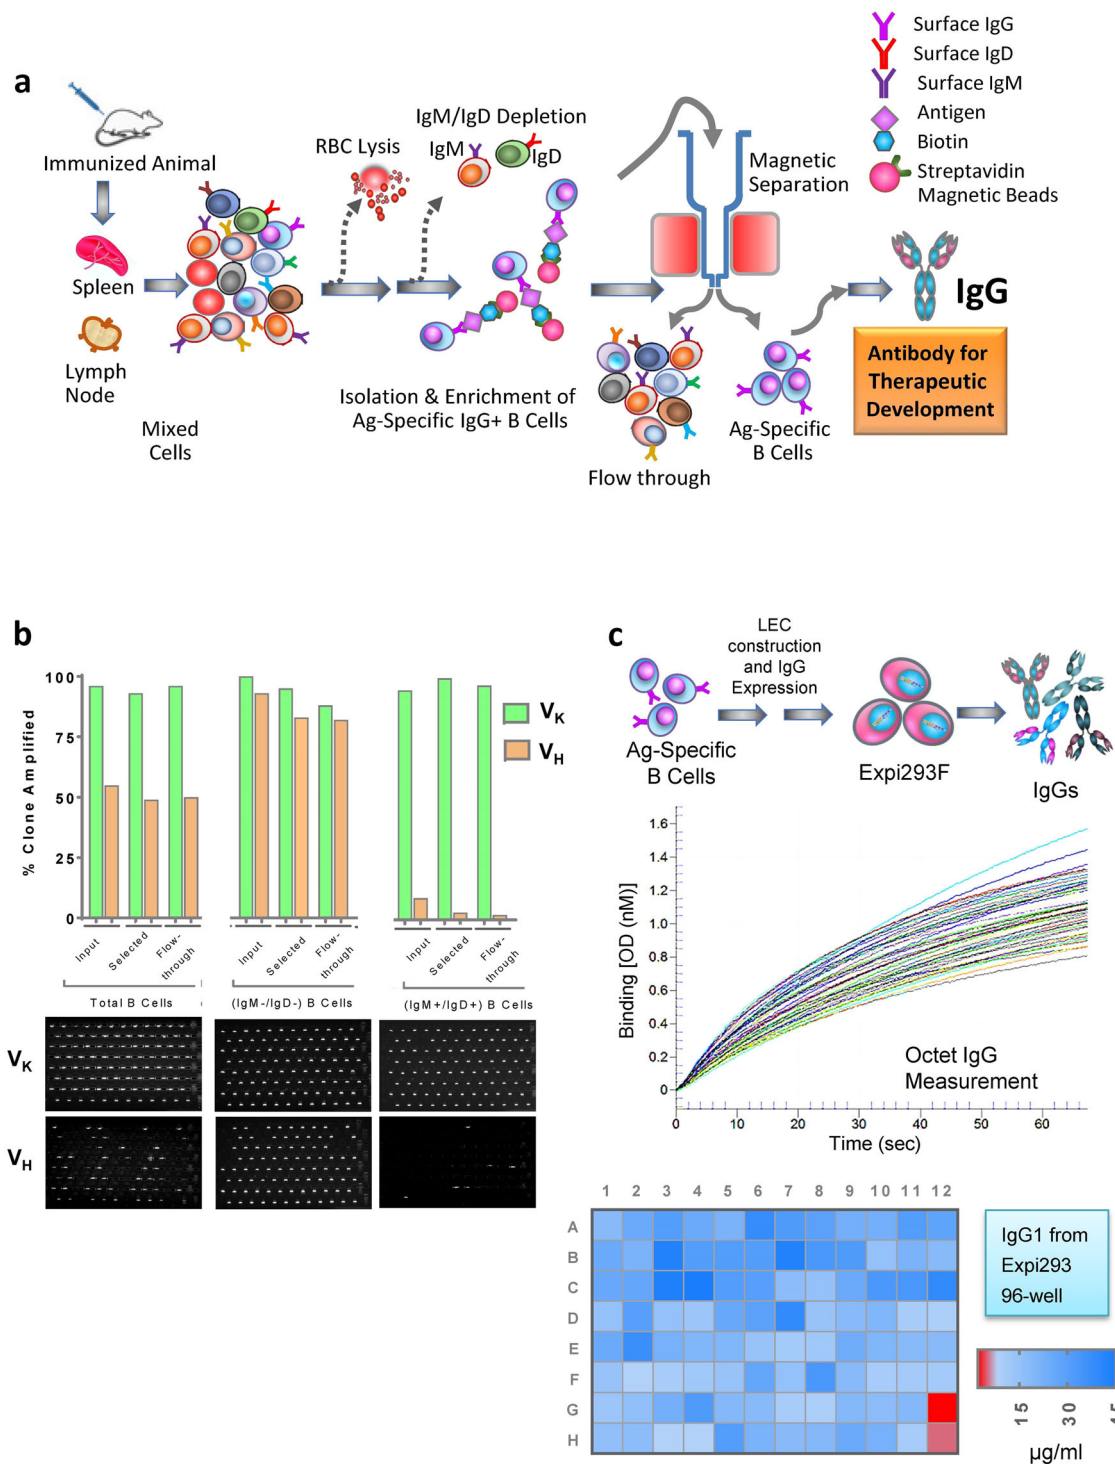 a
Surface IgG
Surface IgD
Surface IgM
Antigen
Biotin
Streptavidin
Magnetic Beads
Immunized Animal
Spleen
Lymph
Node
Mixed
Cells
RBC Lysis
IgM/IgD Depletion
IgM
IgD
Isolation & Enrichment of
Ag-Specific IgG+ B Cells
Magnetic
Separation
Flow through
Ag-Specific
B Cells
IgG
Antibody for
Therapeutic
Development
b
% Clone Amplified
100
75
50
25
0
VK
VH
Input
Selected
Flow-
through
Input
Selected
Flow-
through
Input
Selected
Flow-
through
Total B Cells
(IgM-/IgD-) B Cells
(IgM+/IgD+) B Cells
VK
VH
c
LEC
construction
and IgG
Expression
Ag-Specific
B Cells
Expi293F
IgGs
Binding [OD (nM)]
1.6
1.4
1.2
1.0
0.8
0.6
0.4
0.2
0
0 10 20 30 40 50 60
Time (sec)
Octet IgG
Measurement
1 2 3 4 5 6 7 8 9 10 11 12
A
B
C
D
E
F
G
H
IgG1 from
Expi293
96-well
15 30 45
µg/ml